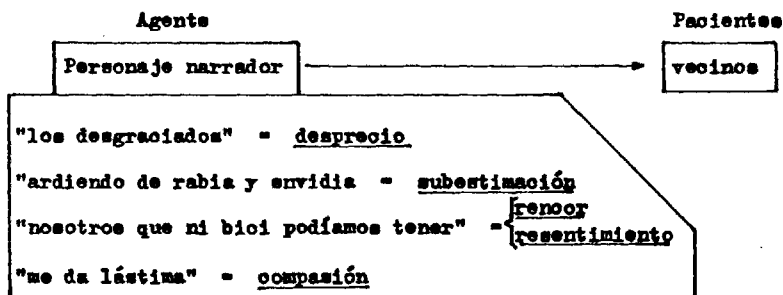 Agente Pacientes
Personaje narrador vecinos
"los desgraciados" = desprecio
"ardiendo de rabia y envidia = subestimación
"nosotros que ni bici podíamos tener" = rencor
resentimiento
"me da lástima" = compasión